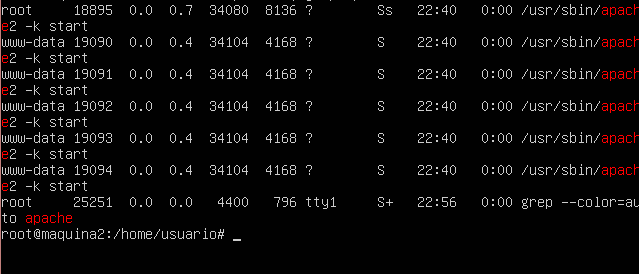 root     18895  0.0  0.7  34080  8136 ?        Ss   22:40   0:00 /usr/sbin/apach
e2 -k start
www-data 19090  0.0  0.4  34104  4168 ?        S    22:40   0:00 /usr/sbin/apach
e2 -k start
www-data 19091  0.0  0.4  34104  4168 ?        S    22:40   0:00 /usr/sbin/apach
e2 -k start
www-data 19092  0.0  0.4  34104  4168 ?        S    22:40   0:00 /usr/sbin/apach
e2 -k start
www-data 19093  0.0  0.4  34104  4168 ?        S    22:40   0:00 /usr/sbin/apach
e2 -k start
www-data 19094  0.0  0.4  34104  4168 ?        S    22:40   0:00 /usr/sbin/apach
e2 -k start
root     25251  0.0  0.0   4400   796 tty1     S+   22:56   0:00 grep --color=au
to apache
root@maquina2:/home/usuario# _